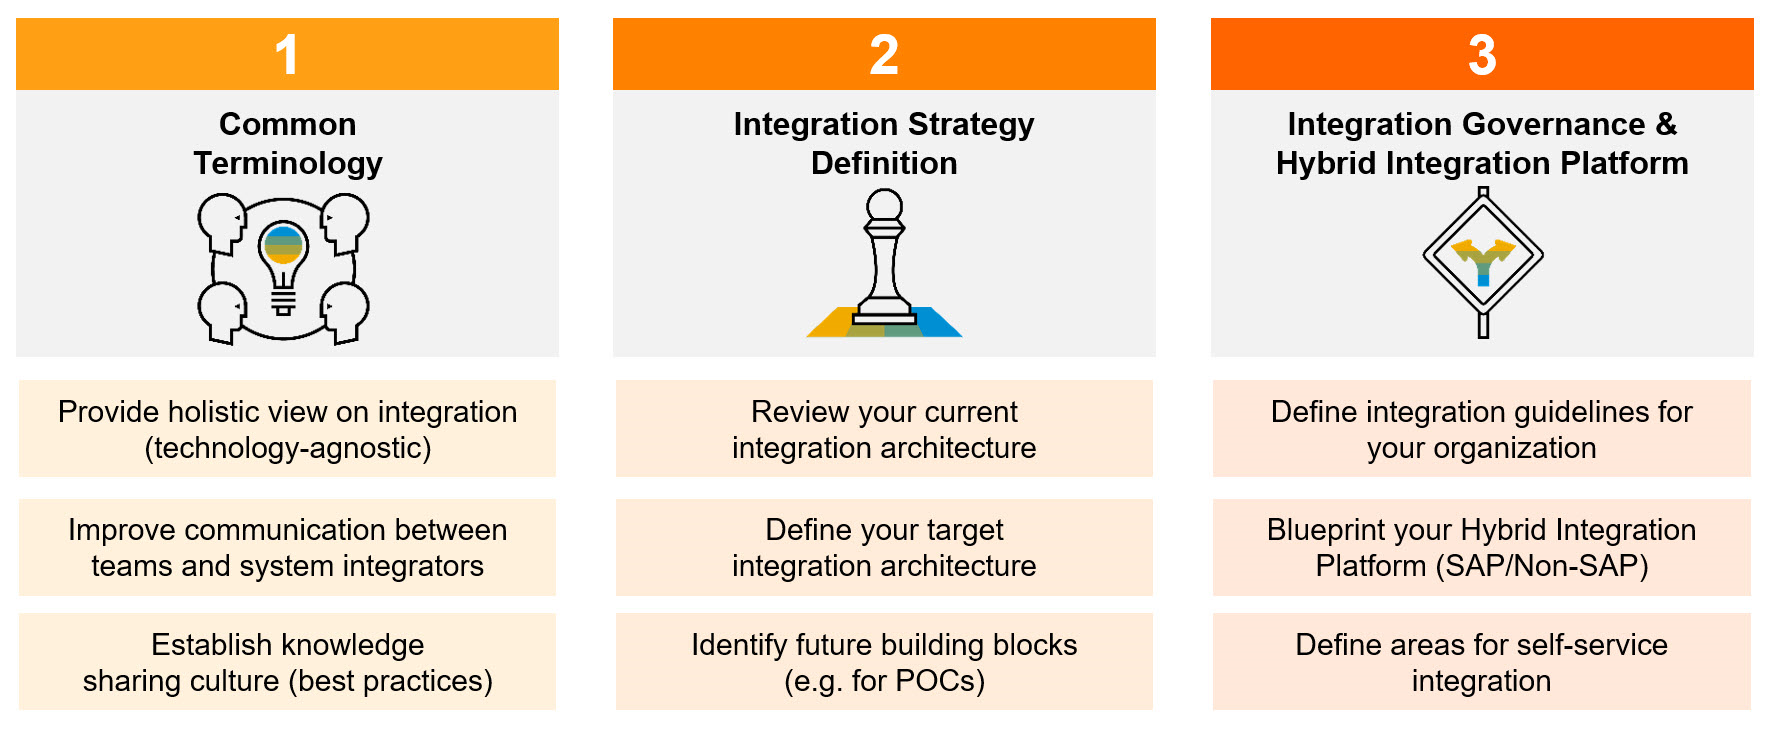 1
Common
Terminology
Provide holistic view on integration
(technology-agnostic)
Improve communication between
teams and system integrators
Establish knowledge
sharing culture (best practices)
2
Integration Strategy
Definition
Review your current
integration architecture
Define your target
integration architecture
Identify future building blocks
(e.g. for POCs)
3
Integration Governance &
Hybrid Integration Platform
Define integration guidelines for
your organization
Blueprint your Hybrid Integration
Platform (SAP/Non-SAP)
Define areas for self-service
integration